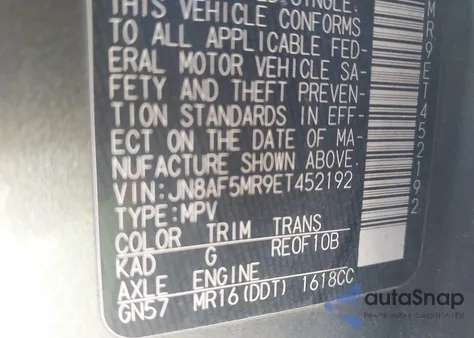 THIS VEHICLE CONFORMS
TO ALL APPLICABLE FED-
ERAL MOTOR VEHICLE SA-
FETY AND THEFT PREVEN-
TION STANDARDS IN EFF-
ECT ON THE DATE OF MA-
NUFACTURE SHOWN ABOVE.
VIN:JN8AF5MR9ET452192
TYPE:MPV
COLOR TRIM TRANS
KAD G RE0F10B
AXLE ENGINE
GN57 MR16(DDT) 1618CC
MR9ET452192
autoSnap